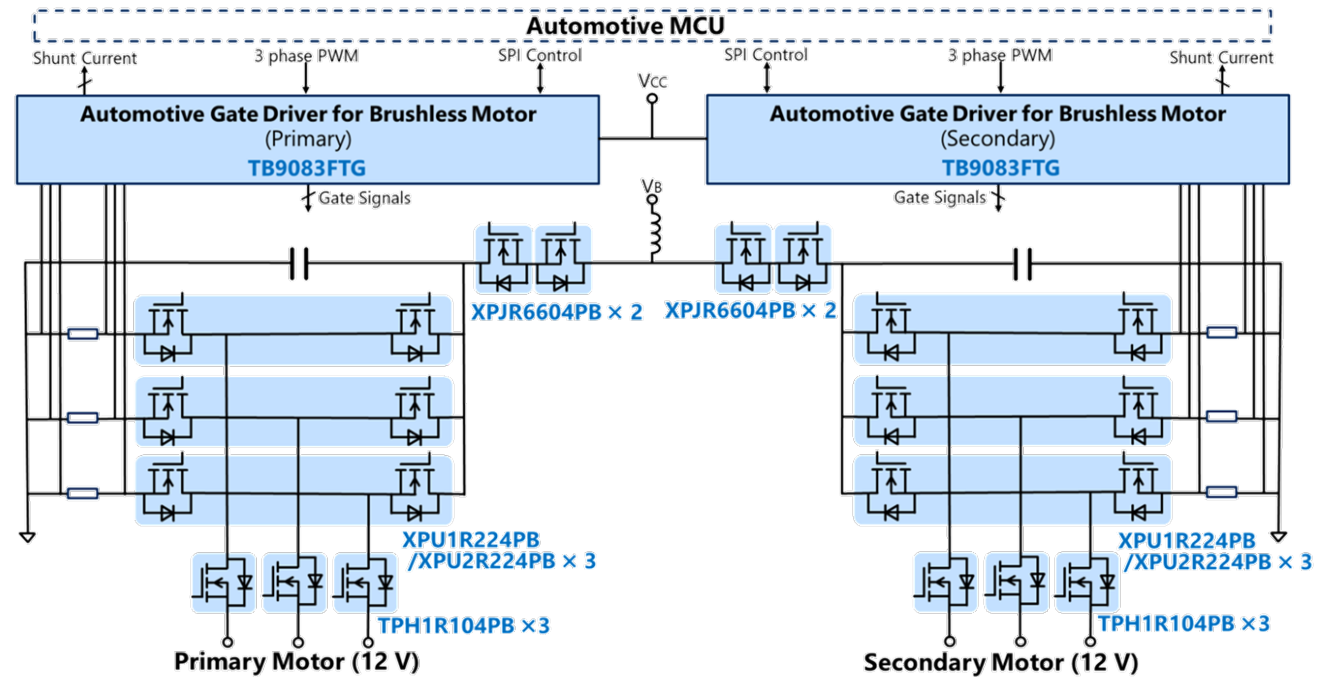 Automotive MCU
Shunt Current
3 phase PWM
SPI Control
SPI Control
3 phase PWM
Shunt Current
VCC
Automotive Gate Driver for Brushless Motor
(Primary)
TB9083FTG
Automotive Gate Driver for Brushless Motor
(Secondary)
TB9083FTG
Gate Signals
VB
Gate Signals
XPJR6604PB × 2
XPJR6604PB × 2
XPU1R224PB
/XPU2R224PB × 3
XPU1R224PB
/XPU2R224PB × 3
TPH1R104PB ×3
TPH1R104PB ×3
Primary Motor (12 V)
Secondary Motor (12 V)